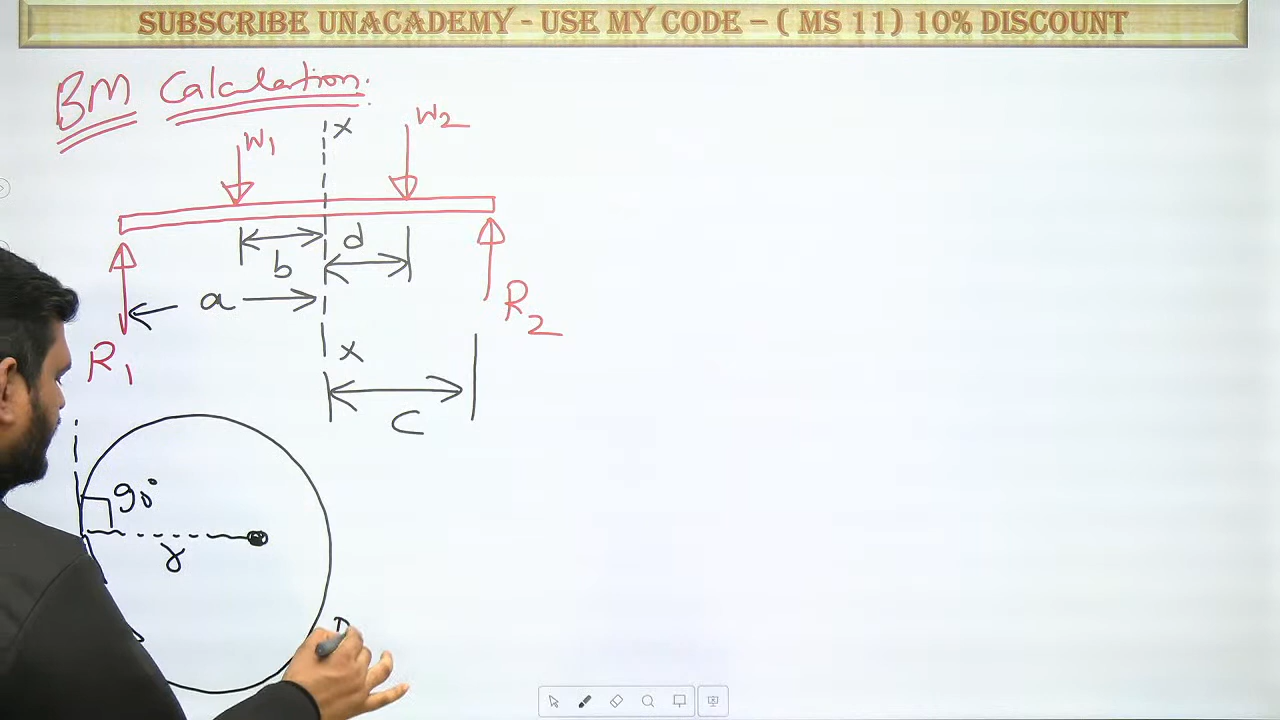 SUBSCRIBE UNACADEMY - USE MY CODE – ( MS 11) 10% DISCOUNT
BM Calculation.
W1
x
W2
b
d
a
R1
R2
x
c
90°
r